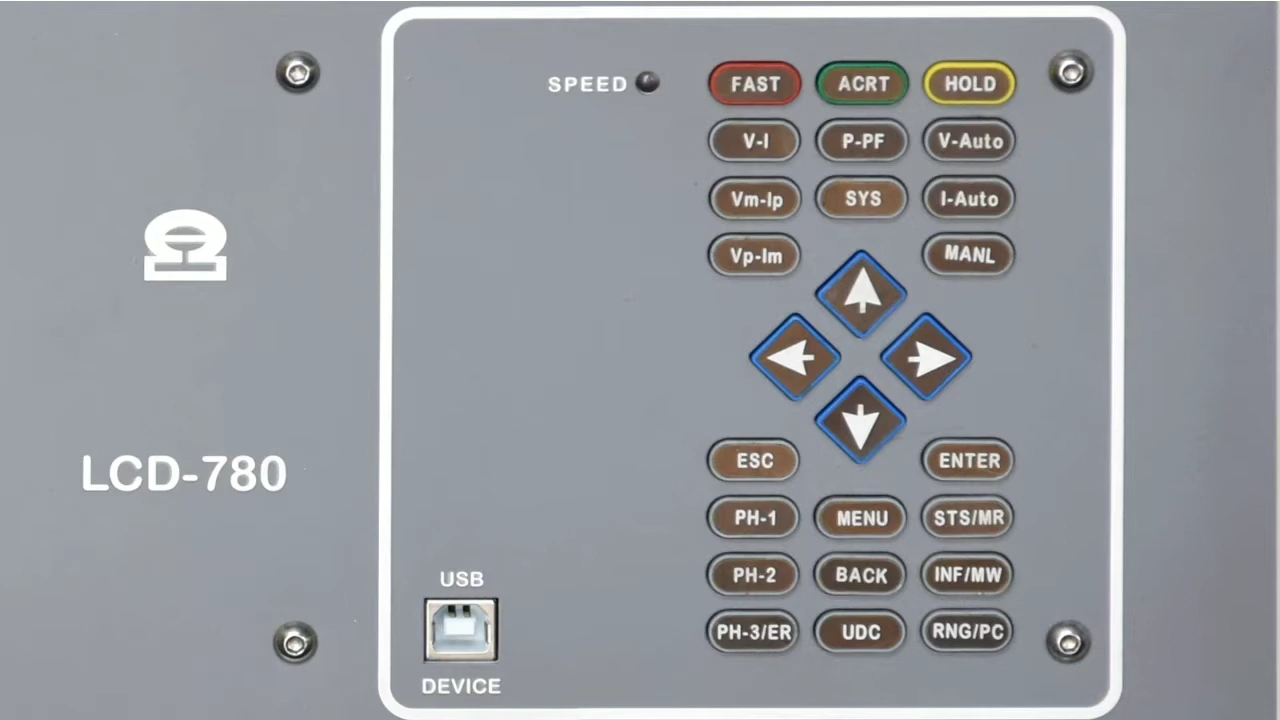 SPEED FAST ACRT HOLD
V-I P-PF V-Auto
Vm-Ip SYS I-Auto
Vp-Im MANL
ESC ENTER
LCD-780
PH-1 MENU STS/MR
PH-2 BACK INF/MW
USB
PH-3/ER UDC RNG/PC
DEVICE